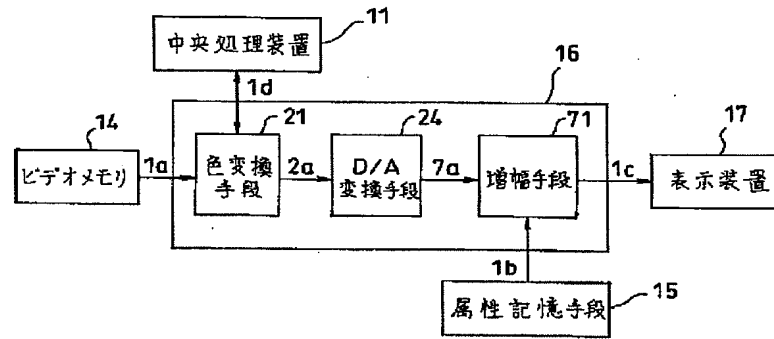 中央処理装置
11
1d
16
14
21
24
71
17
ビデオメモリ
1a
色変換
手段
2a
D/A
変換手段
7a
増幅手段
1c
表示装置
1b
属性記憶手段
15